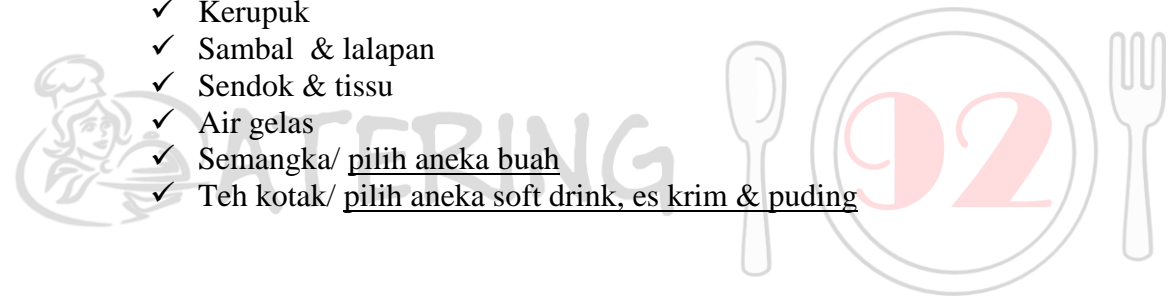 ✓ Kerupuk
✓ Sambal & lalapan
✓ Sendok & tissu
✓ Air gelas
✓ Semangka/ pilih aneka buah
✓ Teh kotak/ pilih aneka soft drink, es krim & puding
CATERING 92